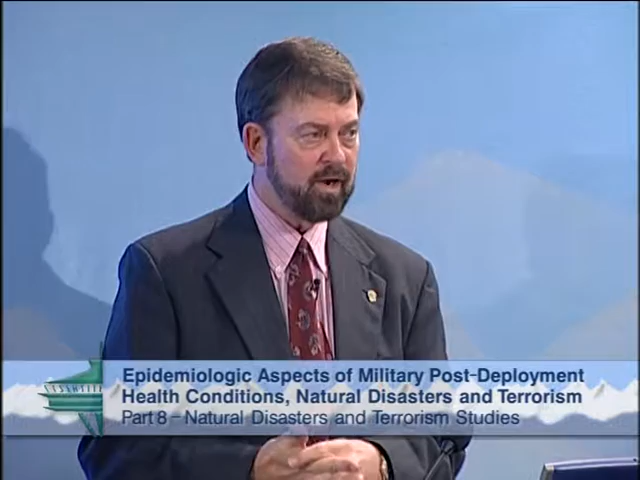 Epidemiologic Aspects of Military Post-Deployment
Health Conditions, Natural Disasters and Terrorism
Part 8 – Natural Disasters and Terrorism Studies